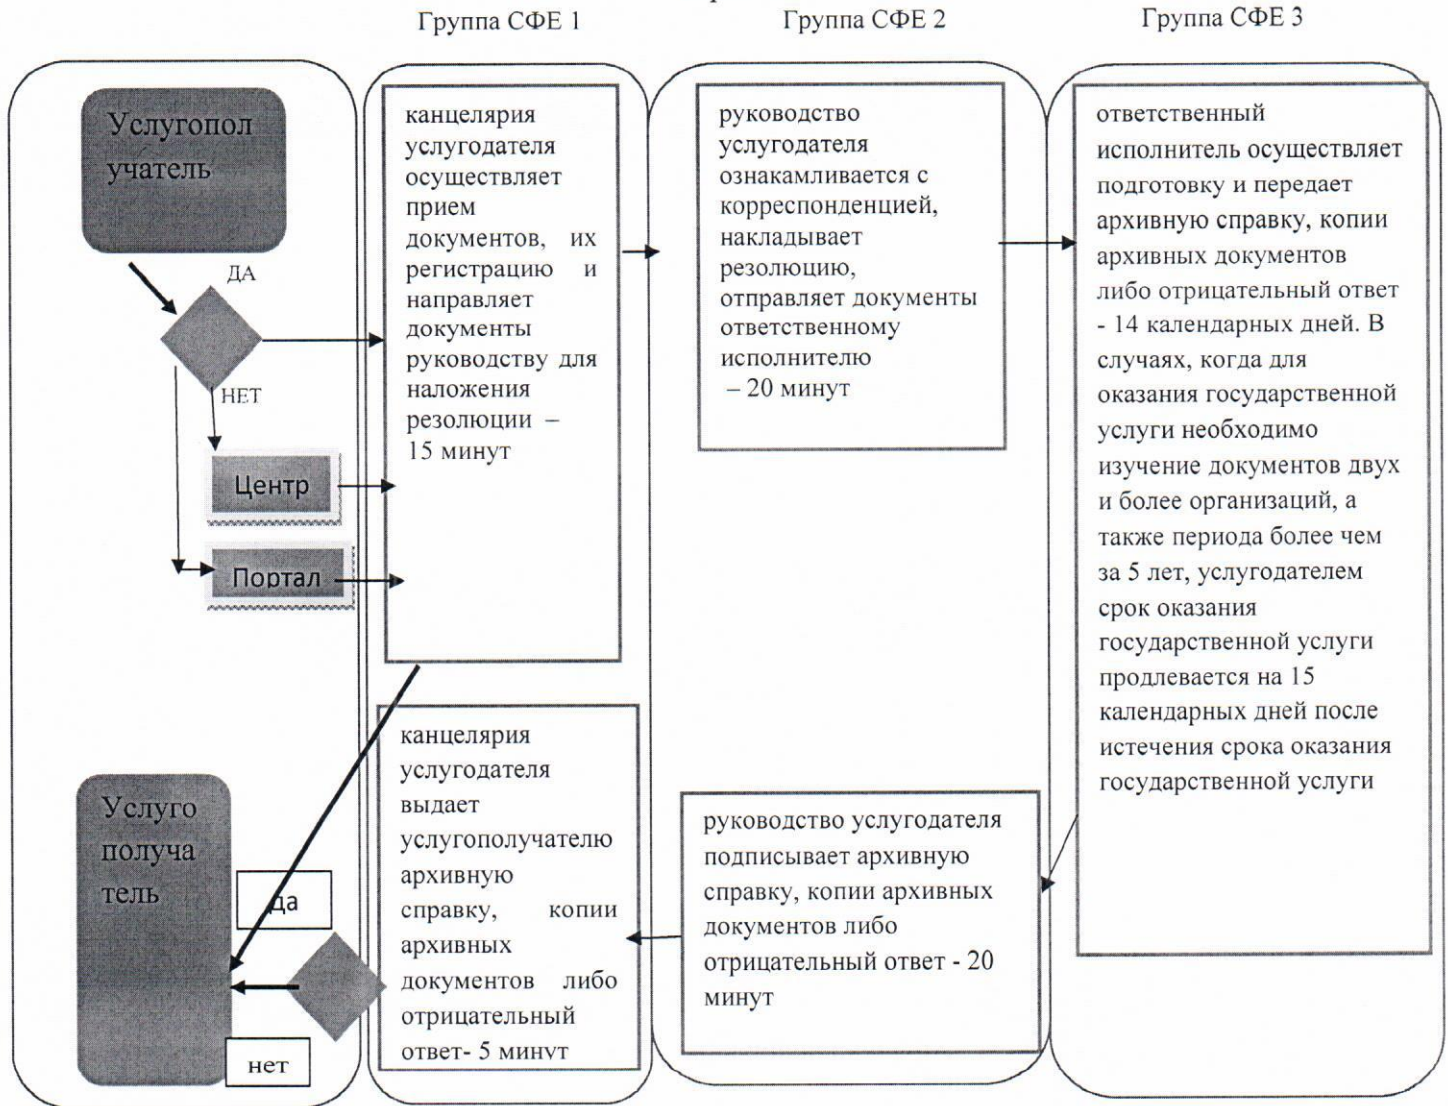 Группа СФЕ 1
Группа СФЕ 2
Группа СФЕ 3
Услугопол
учатель
ДА
НЕТ
Центр
Портал
канцелярия
услугодателя
осуществляет
прием
документов, их
регистрацию и
направляет
документы
руководству для
наложения
резолюции –
15 минут
руководство
услугодателя
ознакамливается с
корреспонденцией,
накладывает
резолюцию,
отправляет документы
ответственному
исполнителю
– 20 минут
ответственный
исполнитель осуществляет
подготовку и передает
архивную справку, копии
архивных документов
либо отрицательный ответ
- 14 календарных дней. В
случаях, когда для
оказания государственной
услуги необходимо
изучение документов двух
и более организаций, а
также периода более чем
за 5 лет, услугодателем
срок оказания
государственной услуги
продлевается на 15
календарных дней после
истечения срока оказания
государственной услуги
руководство услугодателя
подписывает архивную
справку, копии архивных
документов либо
отрицательный ответ - 20
минут
канцелярия
услугодателя
выдает
услугополучателю
архивную
справку, копии
архивных
документов либо
отрицательный
ответ- 5 минут
Услуго
получа
тель
да
нет